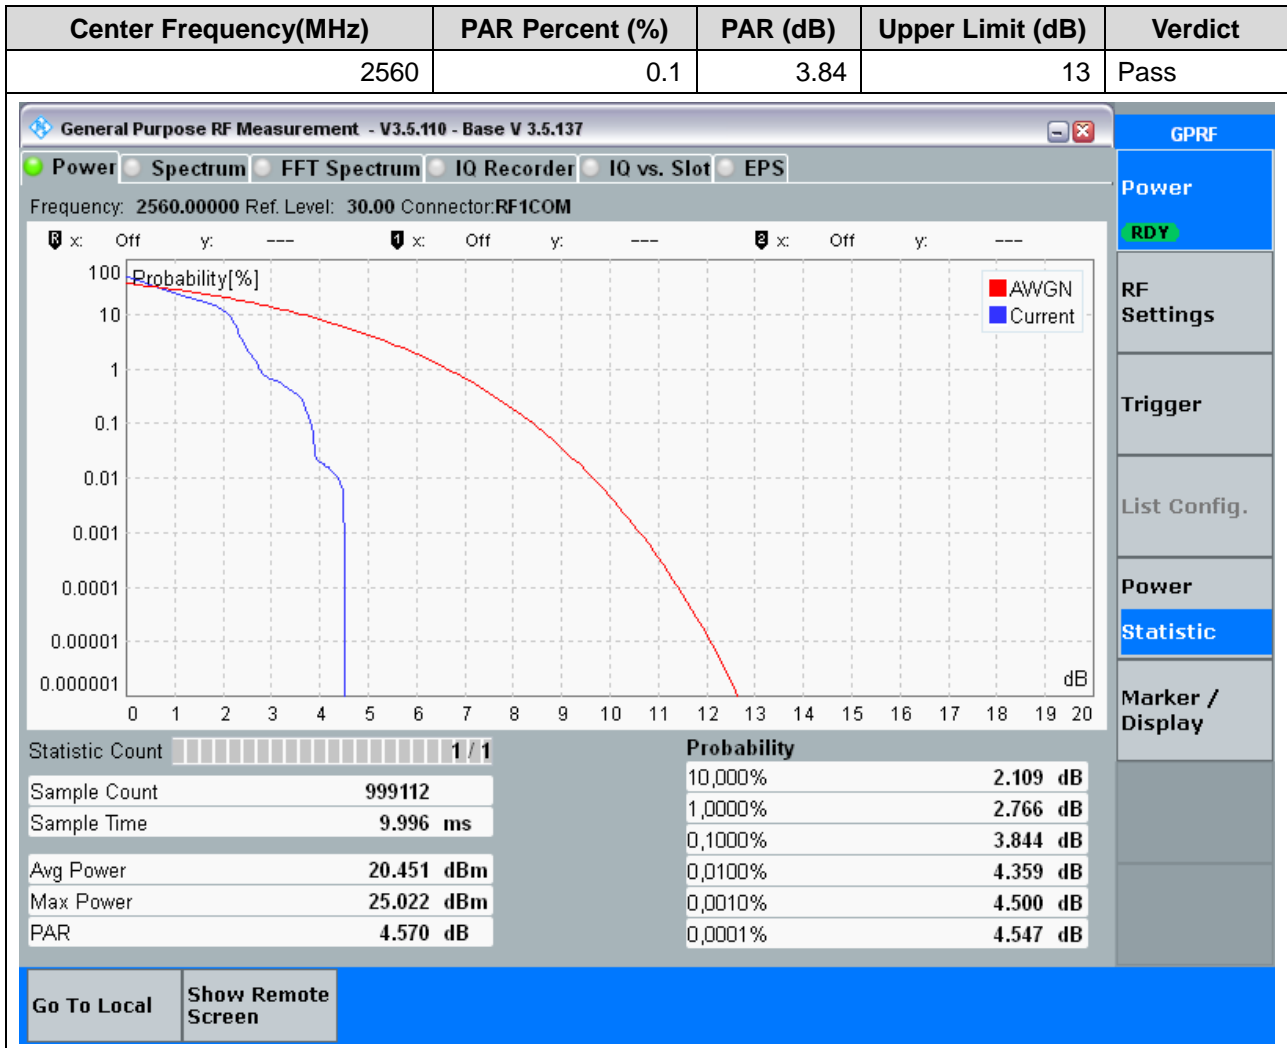 Center Frequency(MHz) PAR Percent (%) PAR (dB) Upper Limit (dB) Verdict
2560 0.1 3.84 13 Pass
General Purpose RF Measurement - V3.5.110 - Base V 3.5.137
GPRF
Power Spectrum FFT Spectrum IQ Recorder IQ vs. Slot EPS
Power
RDY
Frequency: 2560.00000 Ref. Level: 30.00 Connector:RF1COM
R x: Off y: --- 1 x: Off y: --- 2 x: Off y: ---
Probability[%]
AWGN
Current
100
10
1
0.1
0.01
0.001
0.0001
0.00001
0.000001
dB
0 1 2 3 4 5 6 7 8 9 10 11 12 13 14 15 16 17 18 19 20
RF
Settings
Trigger
List Config.
Power
Statistic
Marker /
Display
Statistic Count 1 / 1
Sample Count 999112
Sample Time 9.996 ms
Avg Power 20.451 dBm
Max Power 25.022 dBm
PAR 4.570 dB
Probability
10,000% 2.109 dB
1,0000% 2.766 dB
0,1000% 3.844 dB
0,0100% 4.359 dB
0,0010% 4.500 dB
0,0001% 4.547 dB
Go To Local
Show Remote
Screen